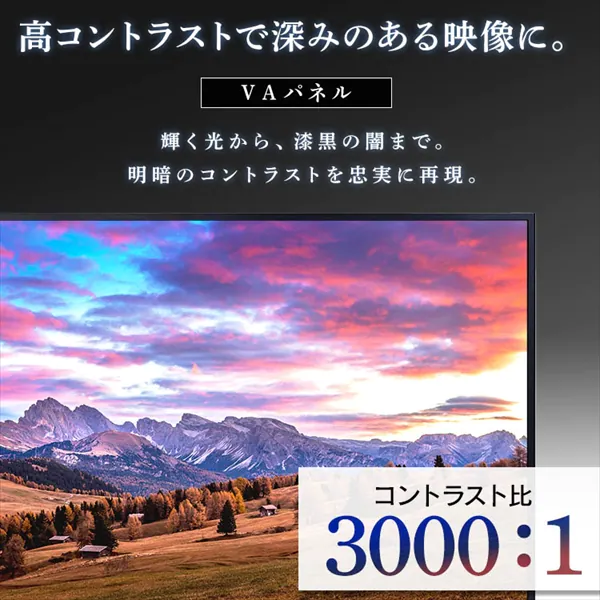 高コントラストで深みのある映像に。
VAパネル
輝く光から、漆黒の闇まで。
明暗のコントラストを忠実に再現。
コントラスト比
3000:1